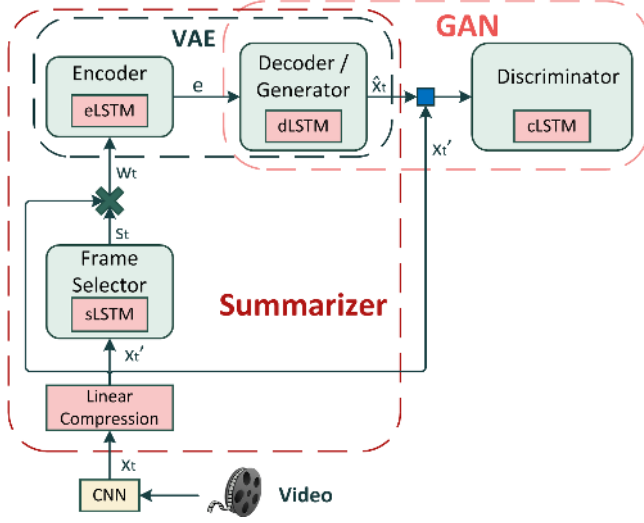 GAN
VAE
Encoder
eLSTM
e
Decoder /
Generator
dLSTM
x̂t
Discriminator
cLSTM
xt'
wt
st
Frame
Selector
sLSTM
Summarizer
xt'
Linear
Compression
xt
CNN
Video